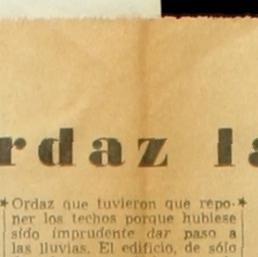 rdaz la
Ordaz que tuvieron que repo-
ner los techos porque hubiese
sido imprudente dar paso a
las lluvias. El edificio, de sólo